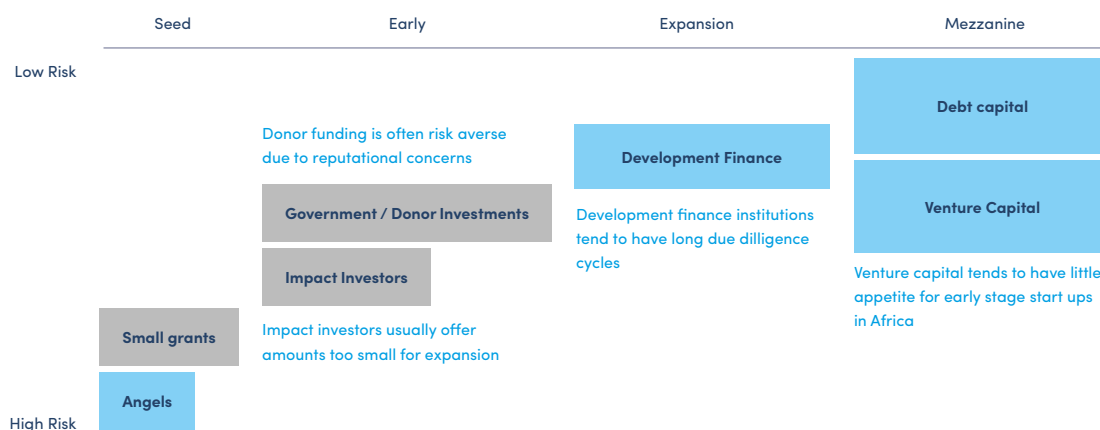 Seed
Early
Expansion
Mezzanine
Low Risk
Debt capital
Donor funding is often risk averse
due to reputational concerns
Development Finance
Government / Donor Investments
Venture Capital
Development finance institutions
tend to have long due dilligence
cycles
Impact Investors
Venture capital tends to have little
appetite for early stage start ups
in Africa
Small grants
Impact investors usually offer
amounts too small for expansion
Angels
High Risk